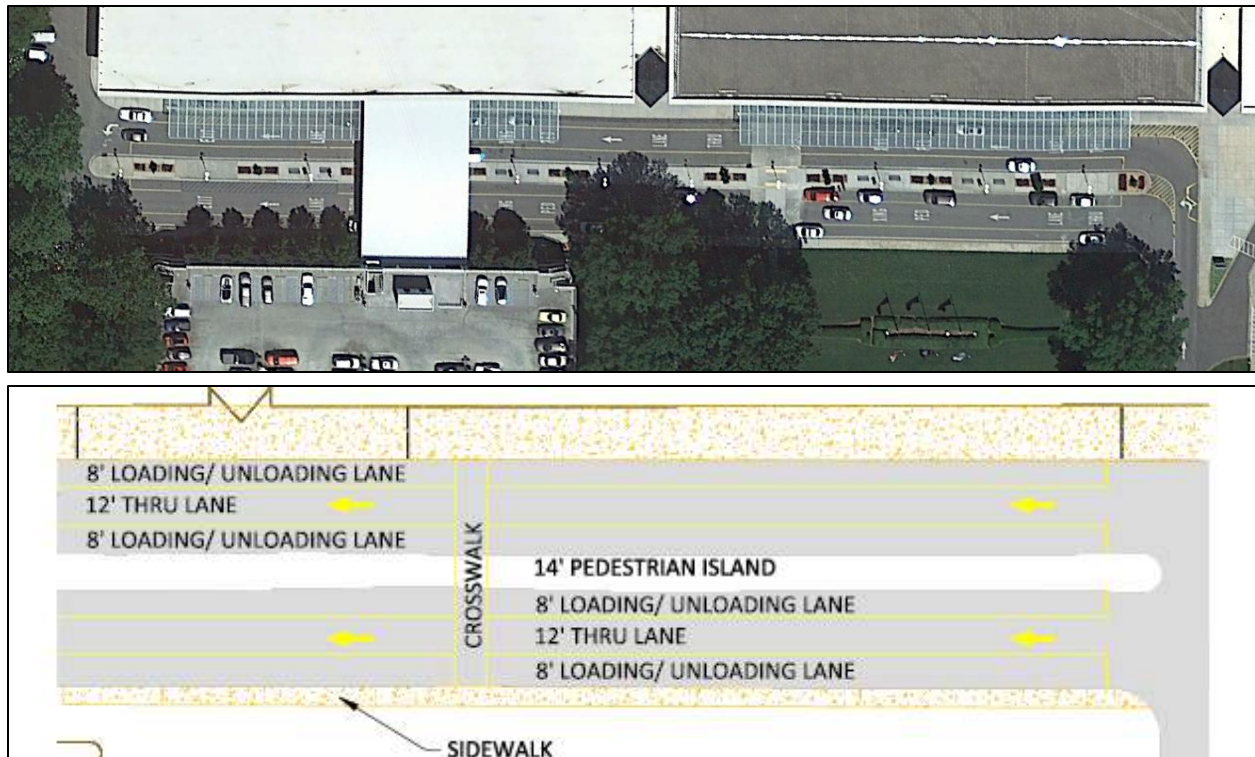 8' LOADING/ UNLOADING LANE
12' THRU LANE
8' LOADING/ UNLOADING LANE
CROSSWALK
14' PEDESTRIAN ISLAND
8' LOADING/ UNLOADING LANE
12' THRU LANE
8' LOADING/ UNLOADING LANE
SIDEWALK